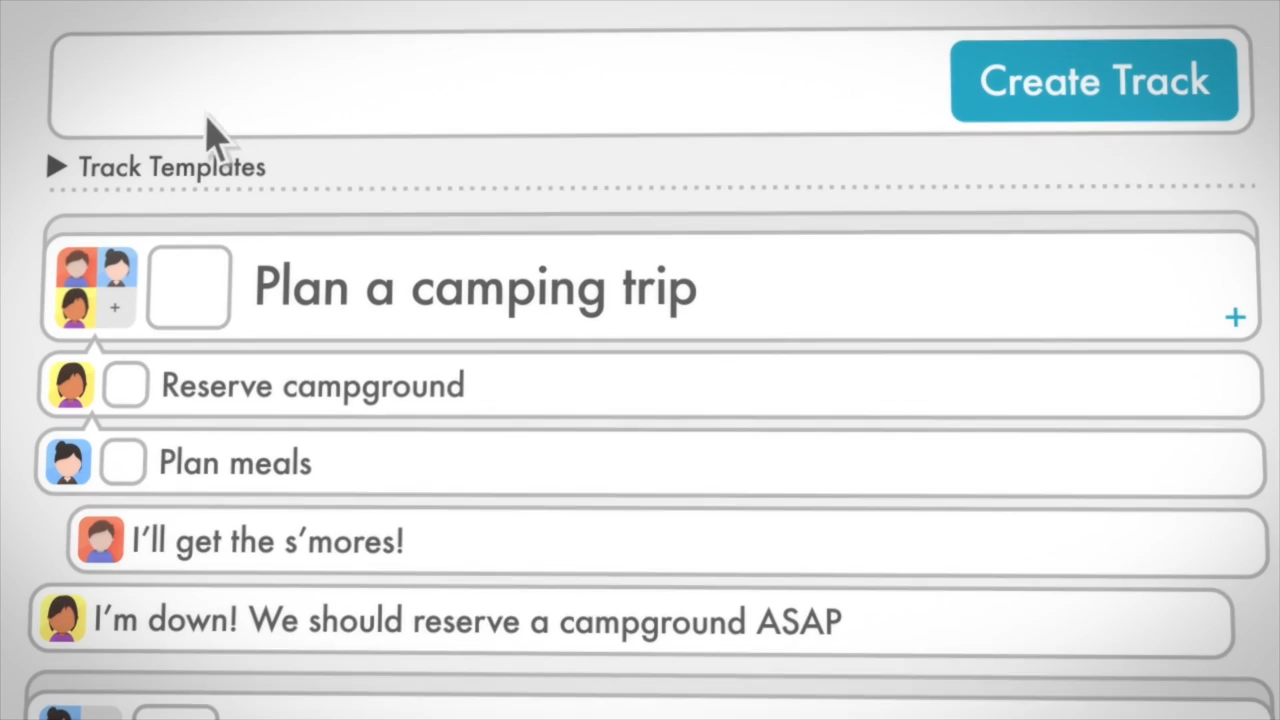 Create Track
▶ Track Templates
Plan a camping trip
Reserve campground
Plan meals
I'll get the s'mores!
I'm down! We should reserve a campground ASAP